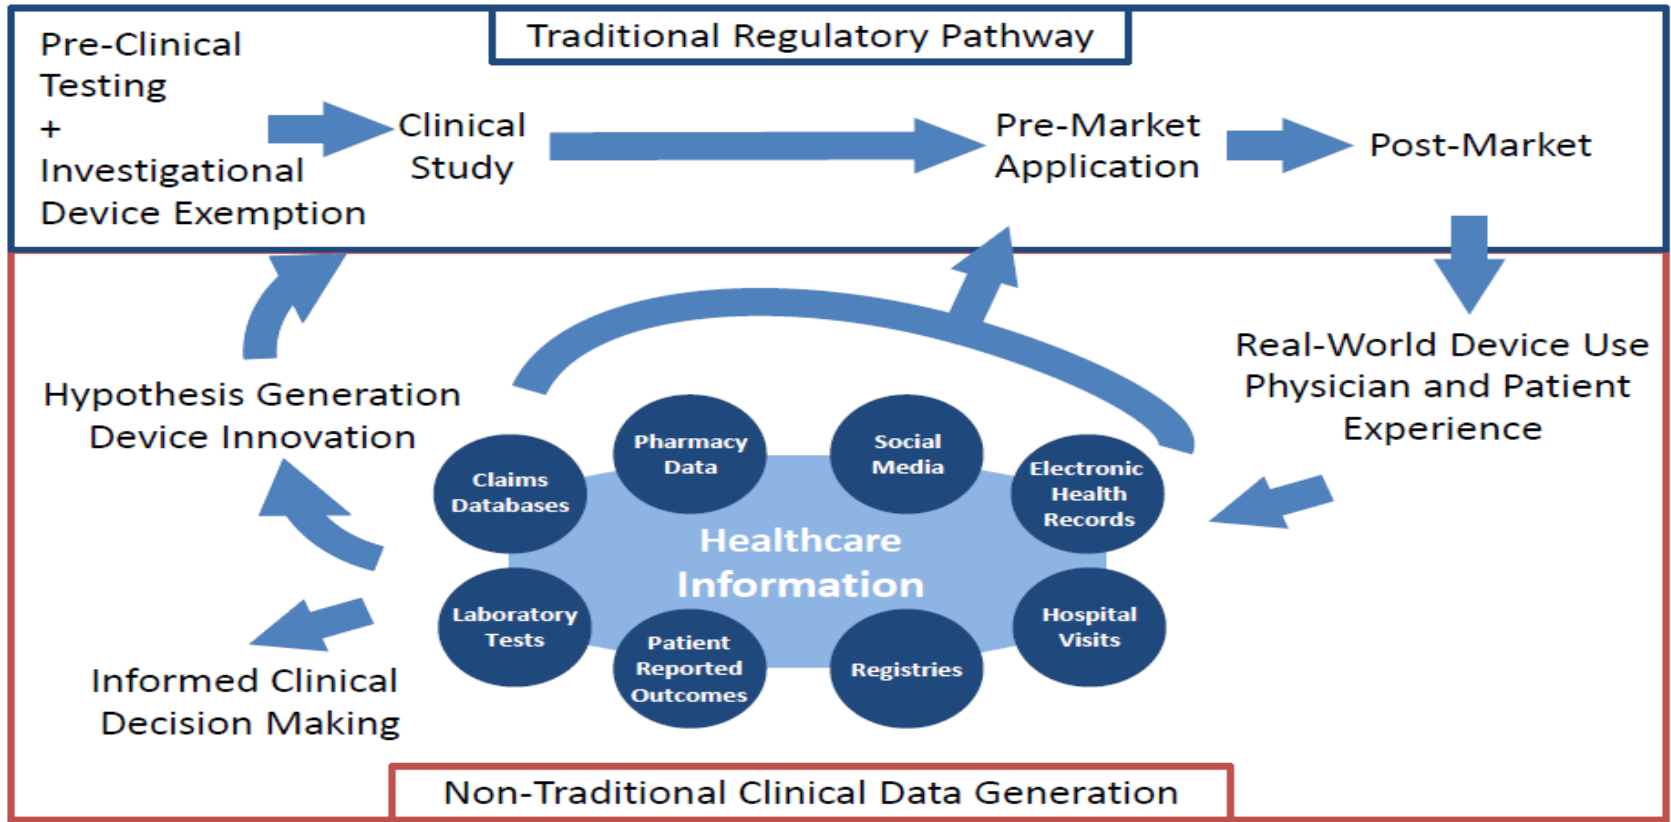 Traditional Regulatory Pathway
Pre-Clinical
Testing
+
Investigational
Device Exemption
Clinical
Study
Pre-Market
Application
Post-Market
Real-World Device Use
Physician and Patient
Experience
Hypothesis Generation
Device Innovation
Claims
Databases
Pharmacy
Data
Social
Media
Electronic
Health
Records
Healthcare
Information
Laboratory
Tests
Patient
Reported
Outcomes
Registries
Hospital
Visits
Informed Clinical
Decision Making
Non-Traditional Clinical Data Generation